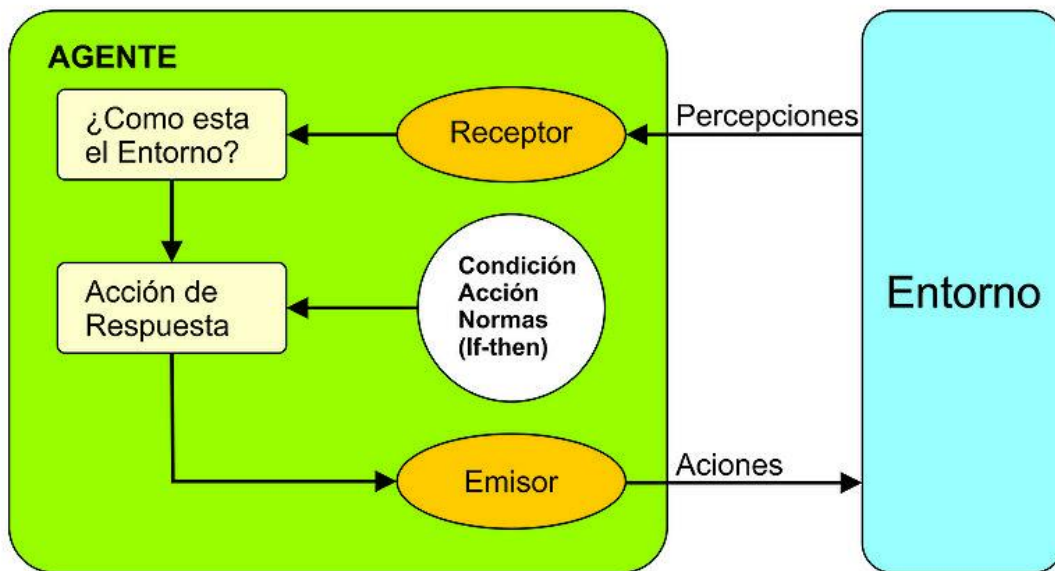 AGENTE
¿Como esta
el Entorno?
Receptor
Percepciones
Condición
Acción
Normas
(If-then)
Acción de
Respuesta
Entorno
Emisor
Aciones